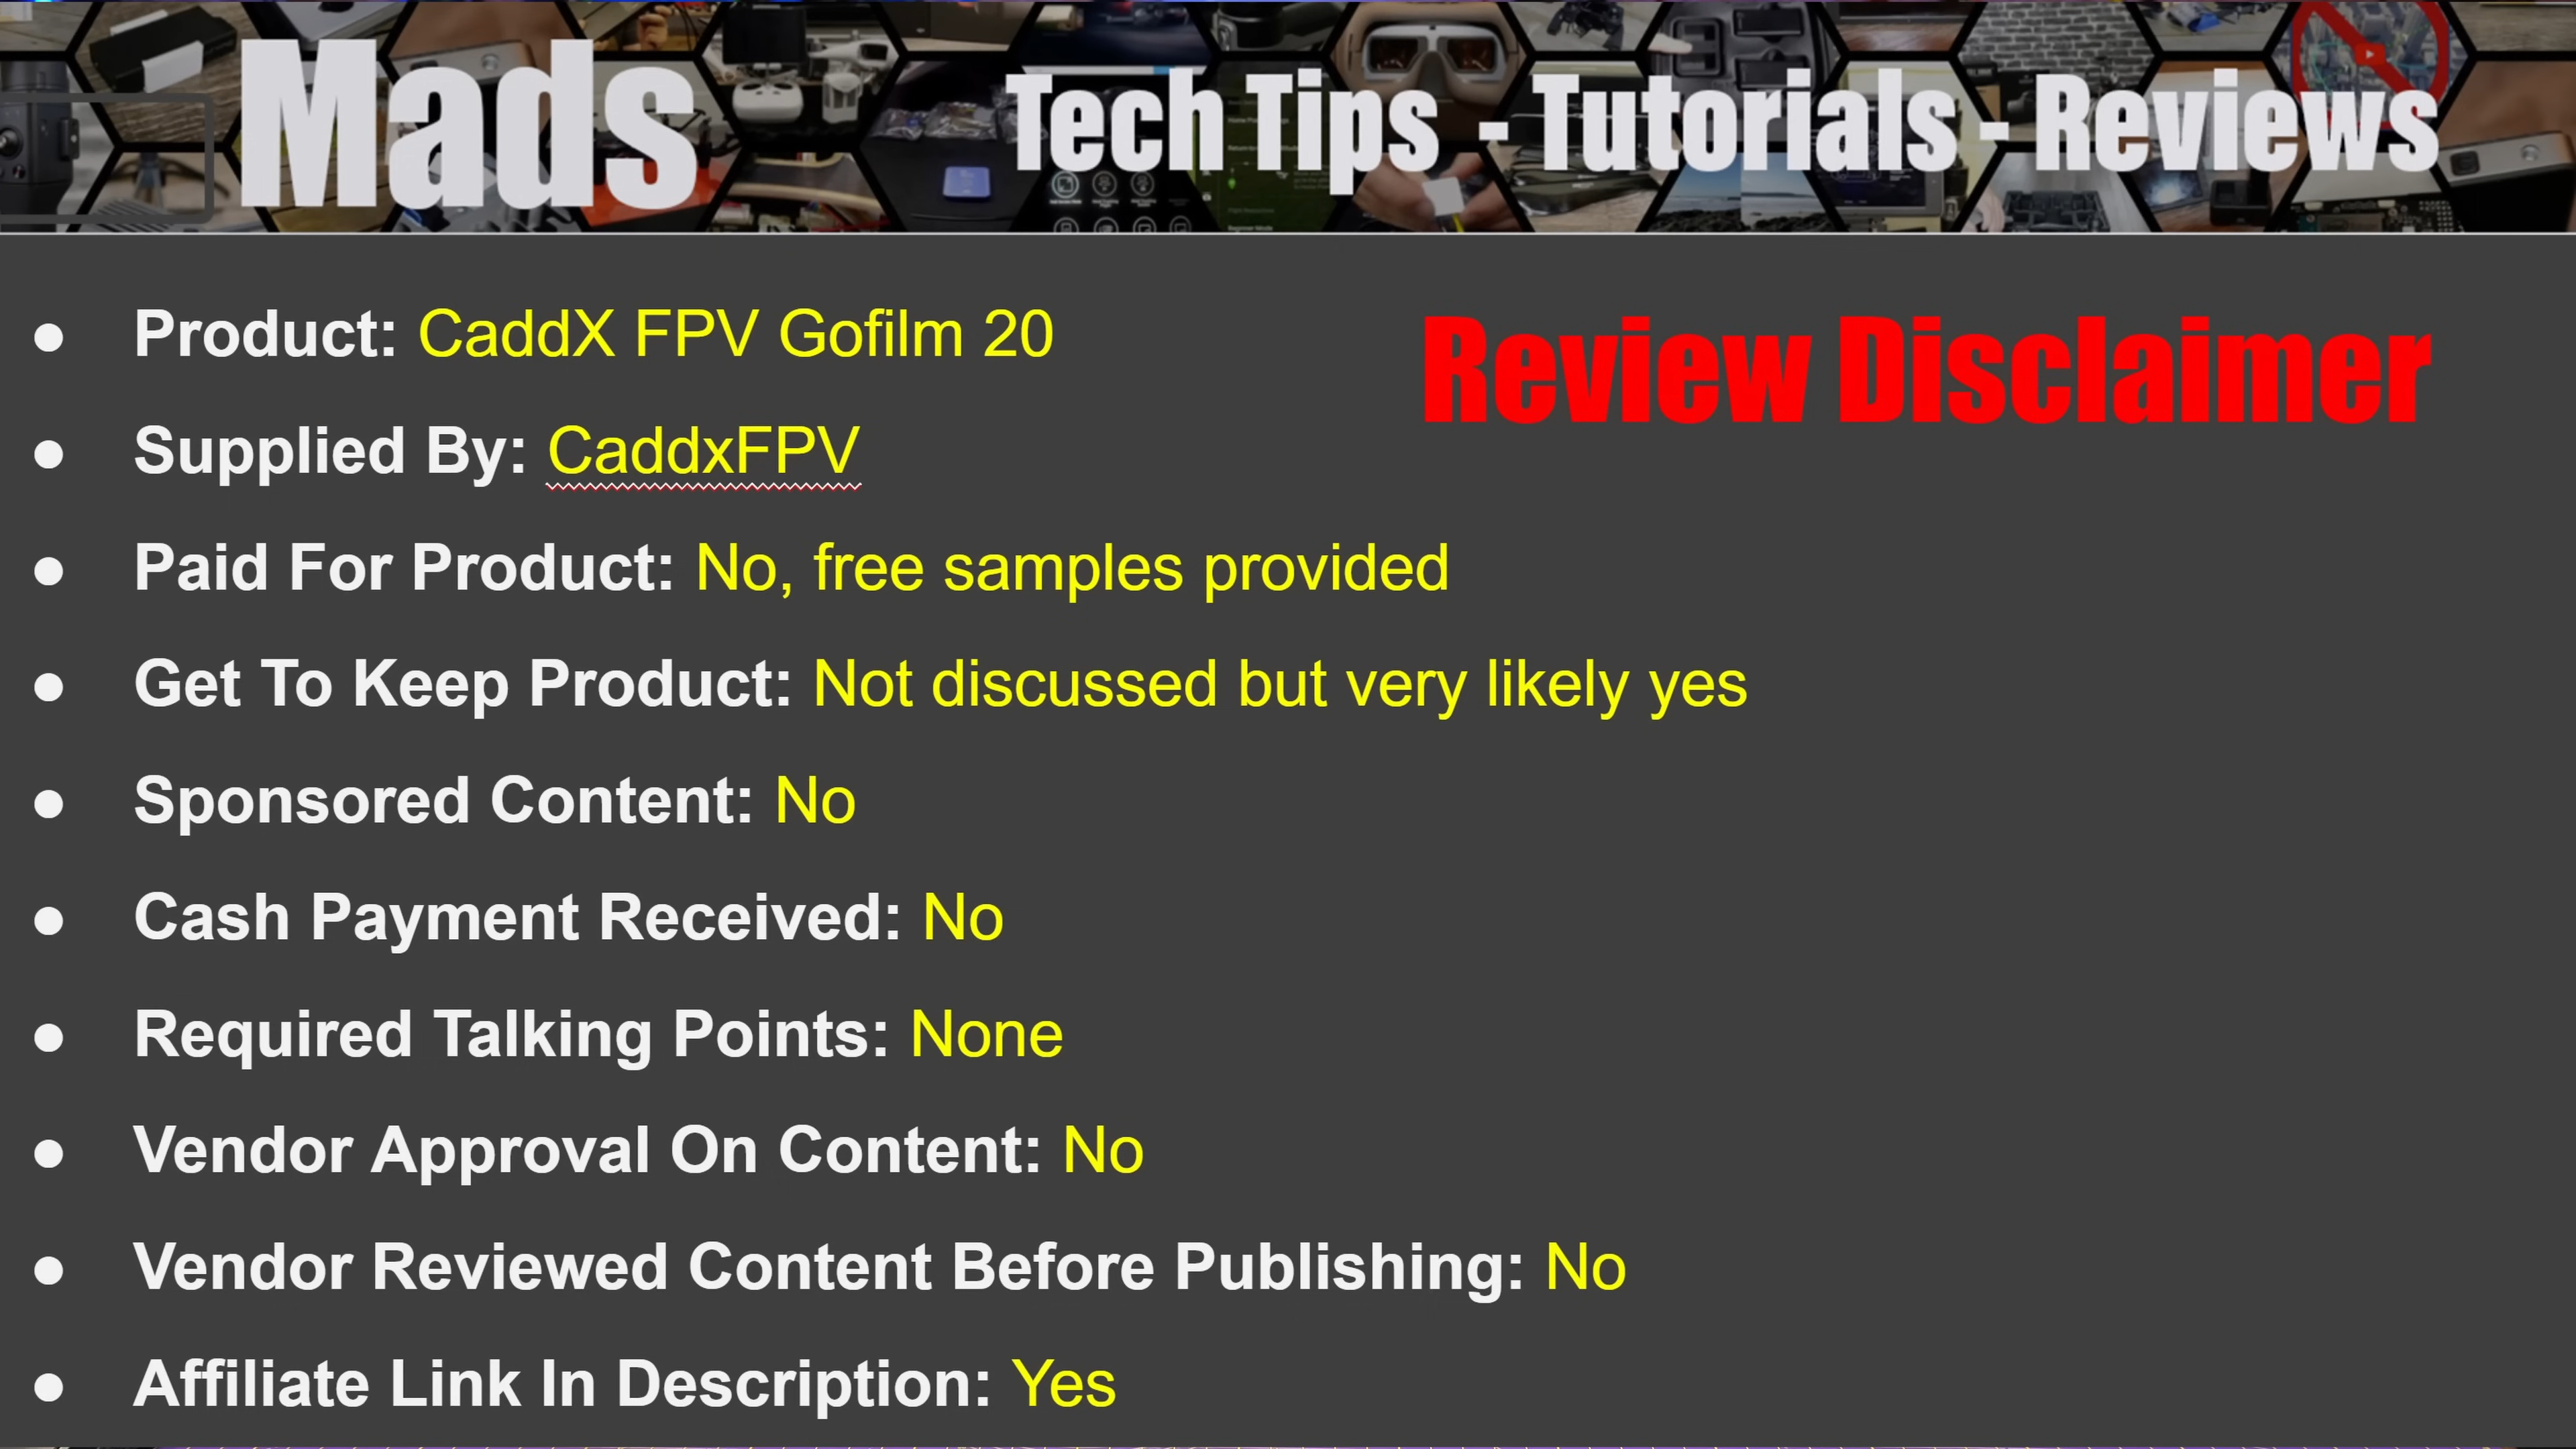 Mads
Tech Tips - Tutorials - Reviews
Review Disclaimer
● Product: CaddX FPV Gofilm 20
● Supplied By: CaddxFPV
● Paid For Product: No, free samples provided
● Get To Keep Product: Not discussed but very likely yes
● Sponsored Content: No
● Cash Payment Received: No
● Required Talking Points: None
● Vendor Approval On Content: No
● Vendor Reviewed Content Before Publishing: No
● Affiliate Link In Description: Yes